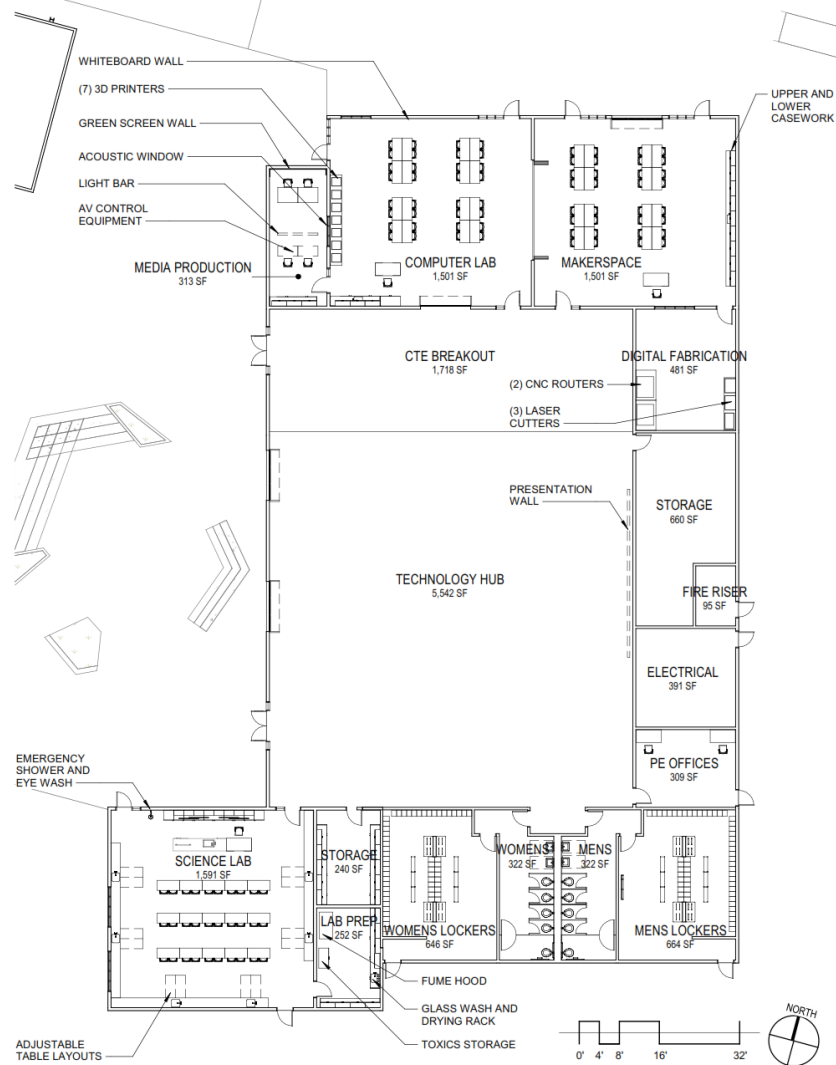 WHITEBOARD WALL
(7) 3D PRINTERS
GREEN SCREEN WALL
ACOUSTIC WINDOW
LIGHT BAR
AV CONTROL
EQUIPMENT
MEDIA PRODUCTION
313 SF
COMPUTER LAB
1,501 SF
MAKERSPACE
1,501 SF
UPPER AND
LOWER
CASEWORK
CTE BREAKOUT
1,718 SF
DIGITAL FABRICATION
481 SF
(2) CNC ROUTERS
(3) LASER
CUTTERS
PRESENTATION
WALL
STORAGE
660 SF
TECHNOLOGY HUB
5,542 SF
FIRE RISER
95 SF
ELECTRICAL
391 SF
PE OFFICES
309 SF
EMERGENCY
SHOWER AND
EYE WASH
SCIENCE LAB
1,591 SF
STORAGE
240 SF
LAB PREP
252 SF
WOMENS
322 SF
MENS
322 SF
WOMENS LOCKERS
646 SF
MENS LOCKERS
664 SF
FUME HOOD
GLASS WASH AND
DRYING RACK
TOXICS STORAGE
ADJUSTABLE
TABLE LAYOUTS
0' 4' 8' 16' 32'
NORTH